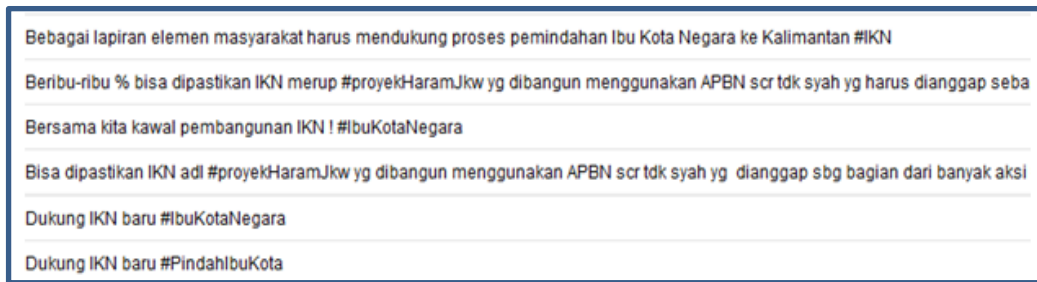 Bebagai lapiran elemen masyarakat harus mendukung proses pemindahan Ibu Kota Negara ke Kalimantan #IKN
Beribu-ribu % bisa dipastikan IKN merup #proyekHaramJkw yg dibangun menggunakan APBN scr tdk syah yg harus dianggap seba
Bersama kita kawal pembangunan IKN ! #IbuKotaNegara
Bisa dipastikan IKN adl #proyekHaramJkw yg dibangun menggunakan APBN scr tdk syah yg dianggap sbg bagian dari banyak aksi
Dukung IKN baru #IbuKotaNegara
Dukung IKN baru #PindahIbuKota